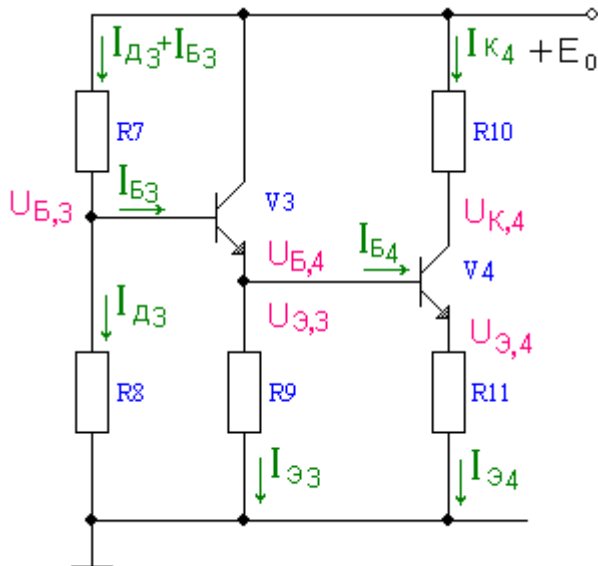 IД3+IБ3
IК4
+E0
R7
R10
IБ3
UБ,3
V3
UК,4
IБ4
UБ,4
V4
IД3
UЭ,3
UЭ,4
R8
R9
R11
IЭ3
IЭ4